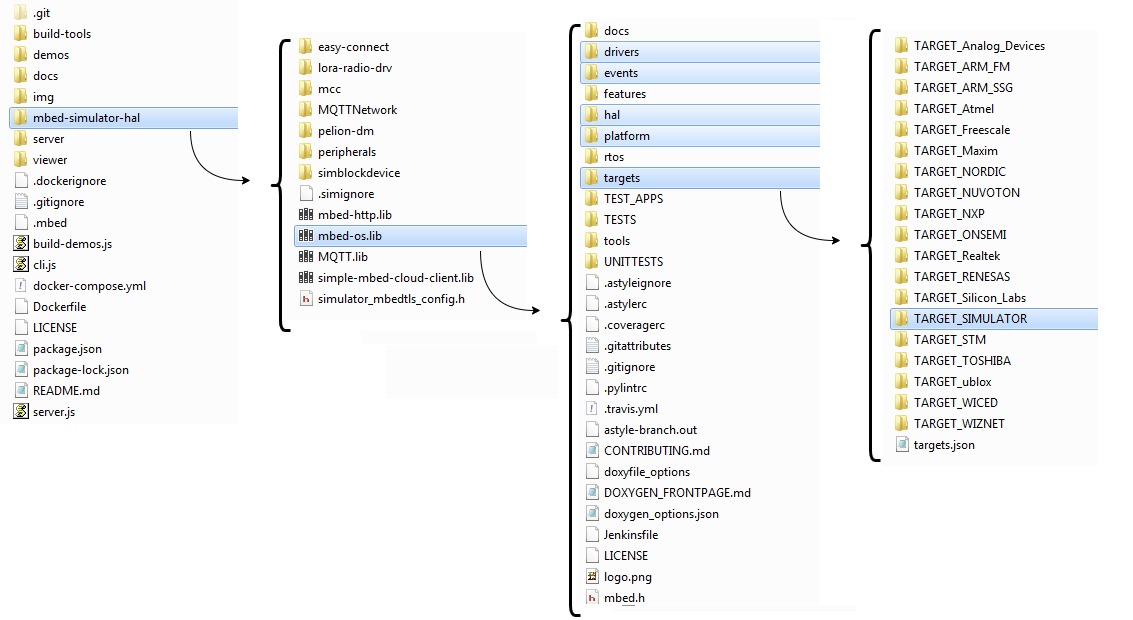 .git
build-tools
demos
docs
img
mbed-simulator-hal
server
viewer
.dockerignore
.gitignore
.mbed
build-demos.js
cli.js
docker-compose.yml
Dockerfile
LICENSE
package.json
package-lock.json
README.md
server.js
easy-connect
lora-radio-drv
mcc
MQTTNetwork
pelion-dm
peripherals
simblockdevice
.simignore
mbed-http.lib
mbed-os.lib
MQTT.lib
simple-mbed-cloud-client.lib
simulator_mbedtls_config.h
docs
drivers
events
features
hal
platform
rtos
targets
TEST_APPS
TESTS
tools
UNITTESTS
.astyleignore
.astylerc
.coveragerc
.gitattributes
.gitignore
.pylintrc
.travis.yml
astyle-branch.out
CONTRIBUTING.md
doxyfile_options
DOXYGEN_FRONTPAGE.md
doxygen_options.json
Jenkinsfile
LICENSE
logo.png
mbed.h
TARGET_Analog_Devices
TARGET_ARM_FM
TARGET_ARM_SSG
TARGET_Atmel
TARGET_Freescale
TARGET_Maxim
TARGET_NORDIC
TARGET_NUVOTON
TARGET_NXP
TARGET_ONSEMI
TARGET_Realtek
TARGET_RENESAS
TARGET_Silicon_Labs
TARGET_SIMULATOR
TARGET_STM
TARGET_TOSHIBA
TARGET_ublox
TARGET_WICED
TARGET_WIZNET
targets.json